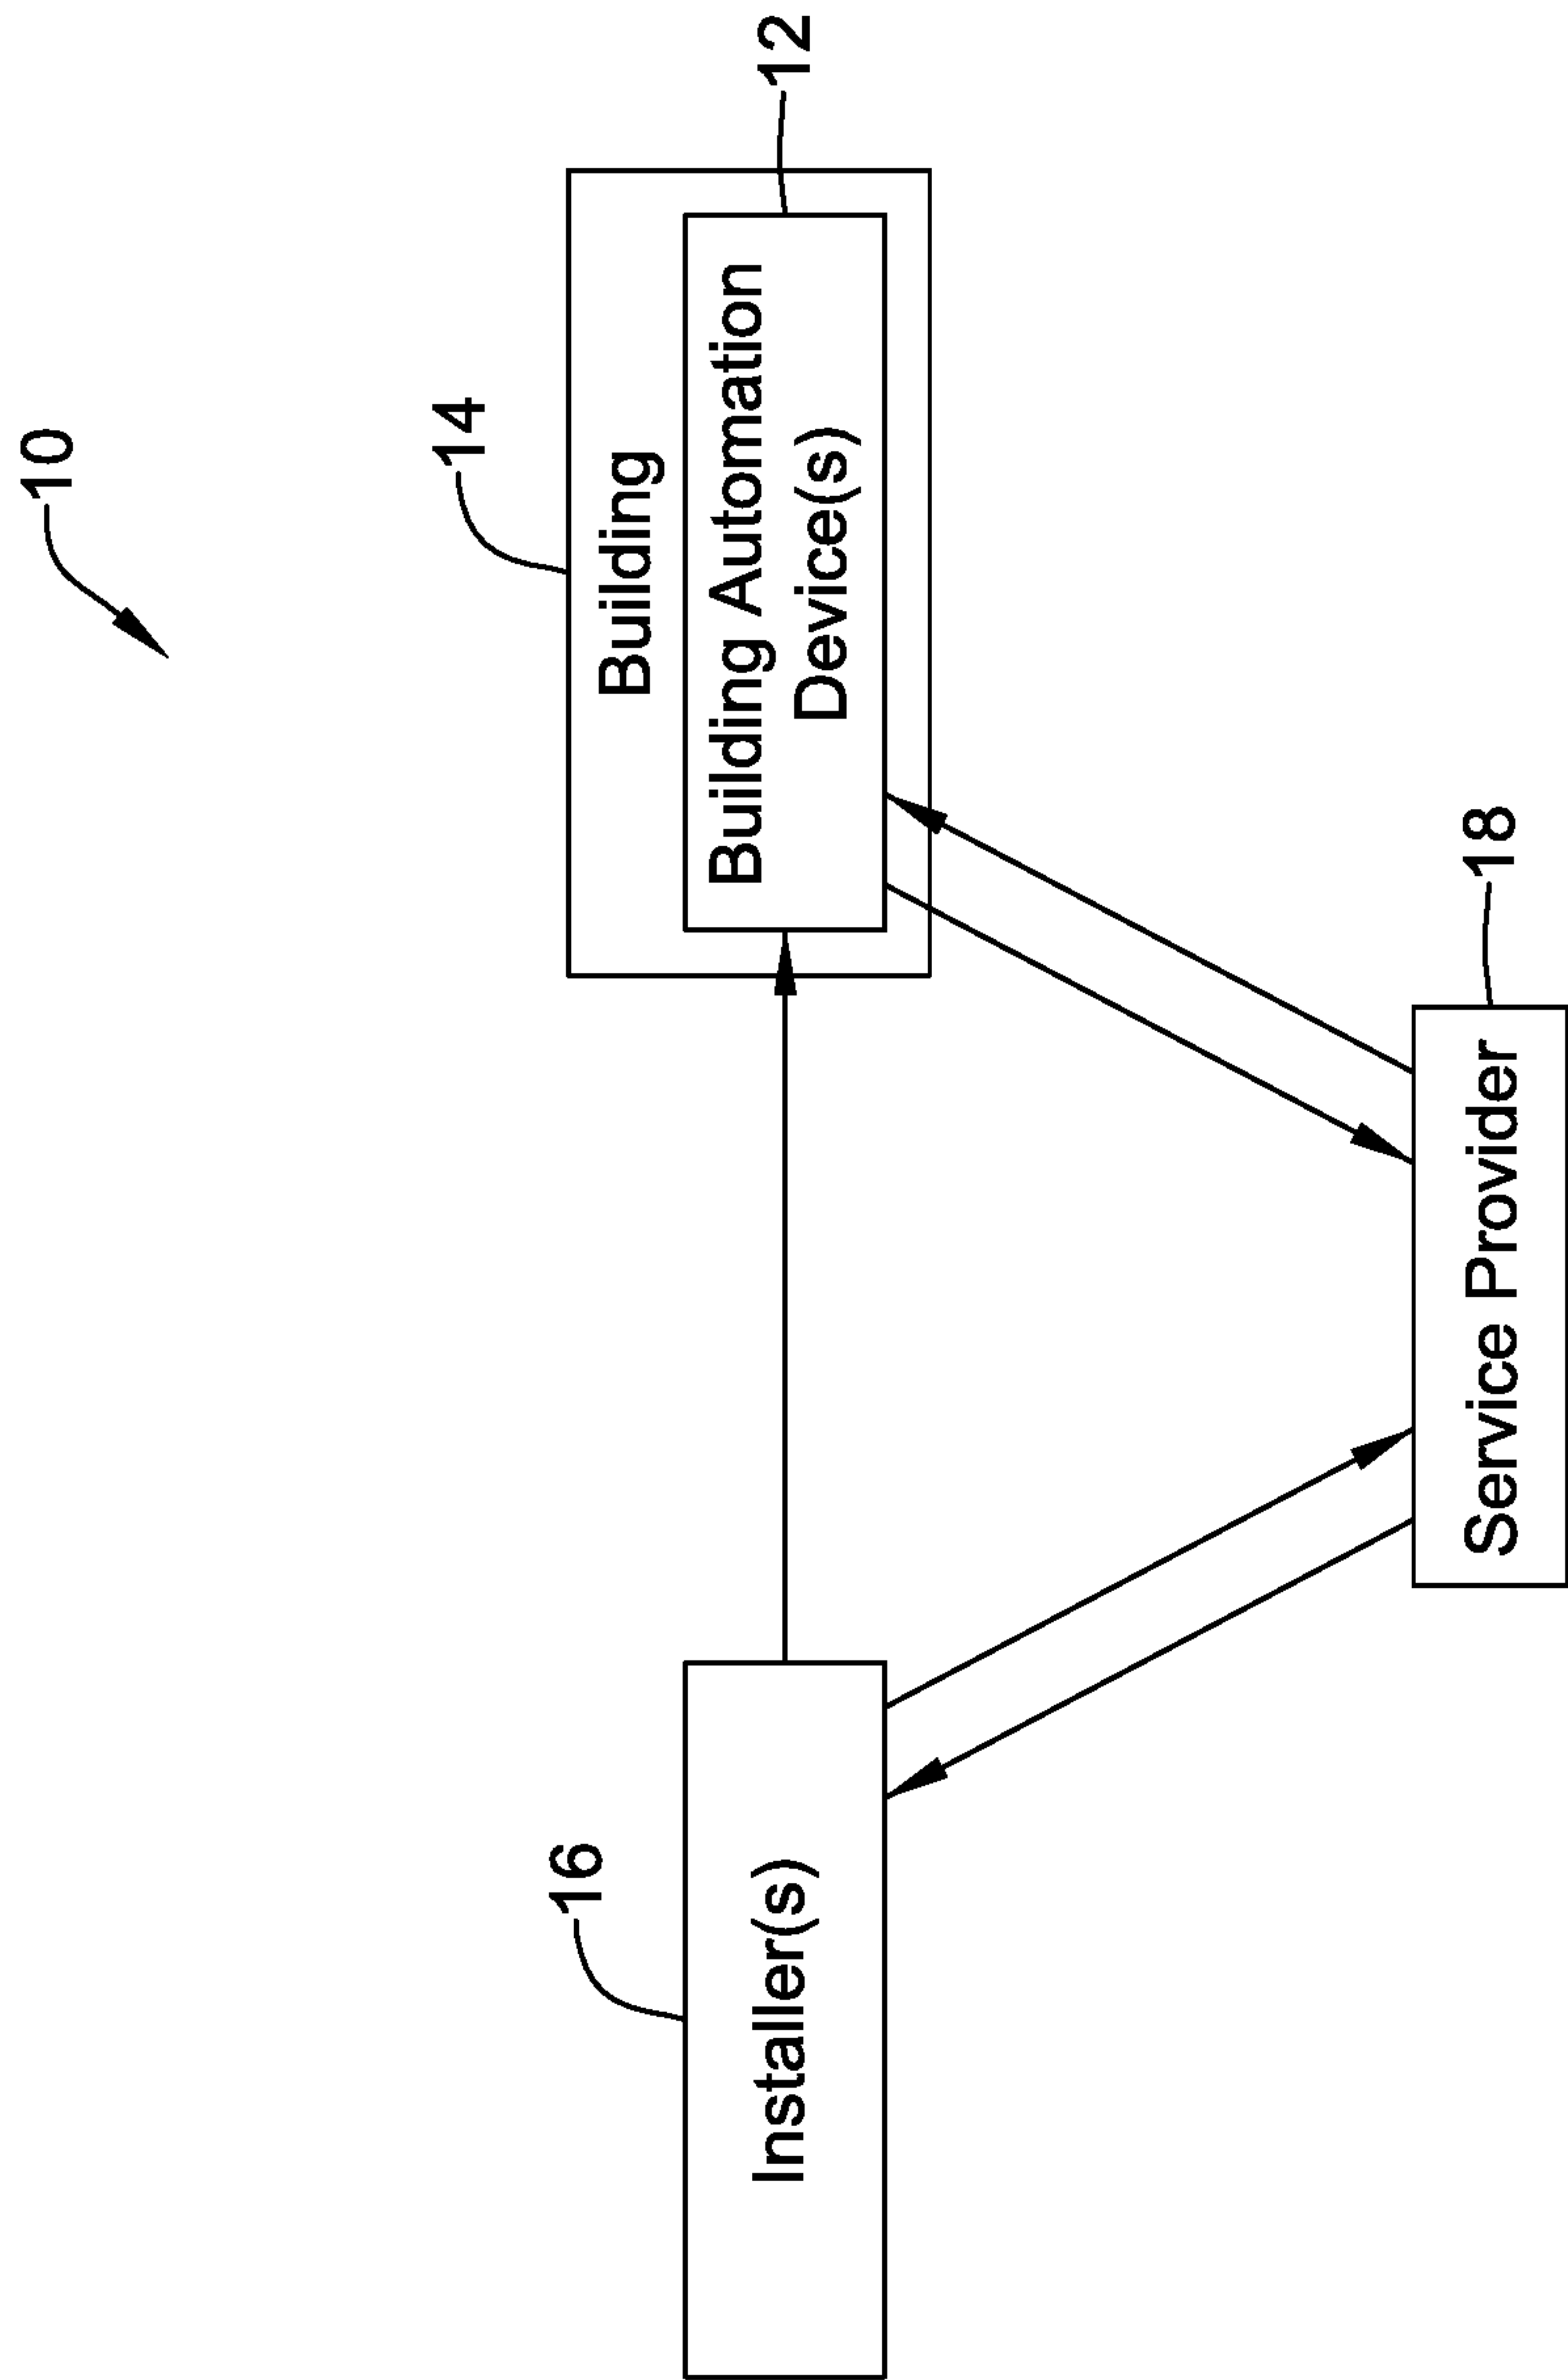 10
14
Building
Building Automation
Device(s)
12
16
Installer(s)
18
Service Provider